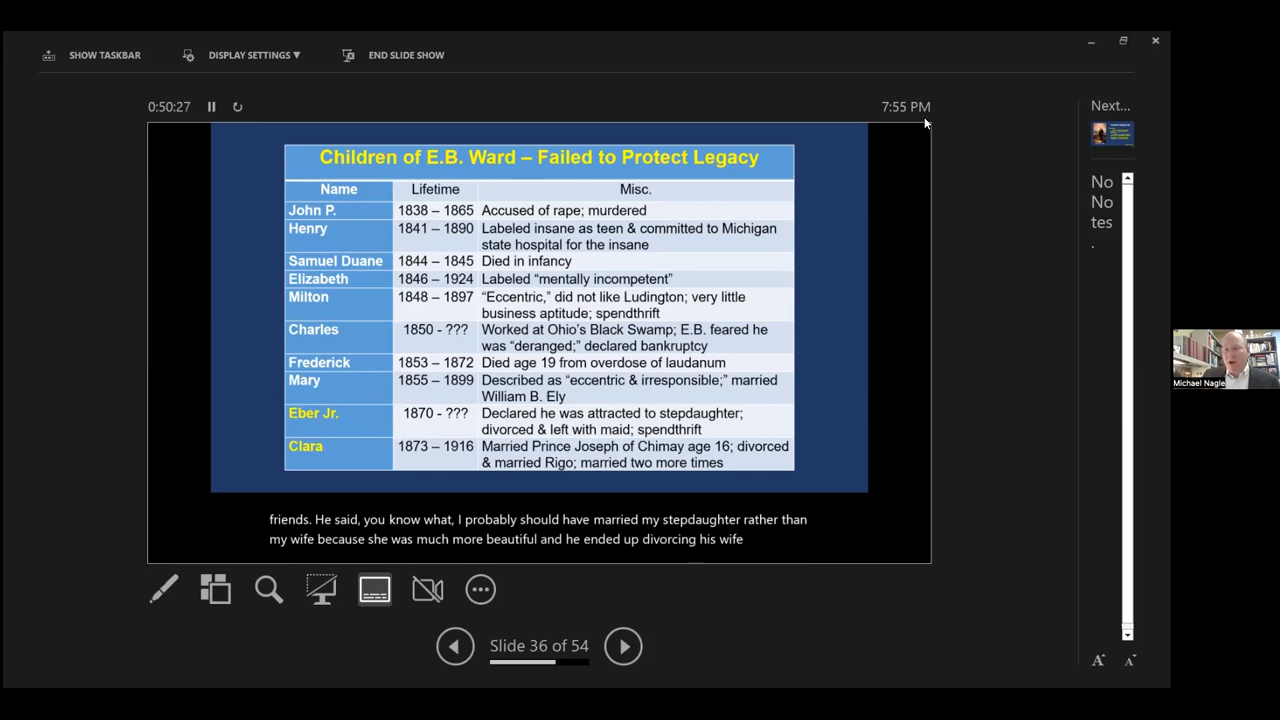 SHOW TASKBAR
DISPLAY SETTINGS ▼
END SLIDE SHOW
0:50:27
7:55 PM
Next...
Children of E.B. Ward – Failed to Protect Legacy
Name Lifetime Misc.
John P. 1838 – 1865 Accused of rape; murdered
Henry 1841 – 1890 Labeled insane as teen & committed to Michigan
state hospital for the insane
Samuel Duane 1844 – 1845 Died in infancy
Elizabeth 1846 – 1924 Labeled “mentally incompetent”
Milton 1848 – 1897 “Eccentric,” did not like Ludington; very little
business aptitude; spendthrift
Charles 1850 - ??? Worked at Ohio’s Black Swamp; E.B. feared he
was “deranged;” declared bankruptcy
Frederick 1853 – 1872 Died age 19 from overdose of laudanum
Mary 1855 – 1899 Described as “eccentric & irresponsible;” married
William B. Ely
Eber Jr. 1870 - ??? Declared he was attracted to stepdaughter;
divorced & left with maid; spendthrift
Clara 1873 – 1916 Married Prince Joseph of Chimay age 16; divorced
& married Rigo; married two more times
friends. He said, you know what, I probably should have married my stepdaughter rather than
my wife because she was much more beautiful and he ended up divorcing his wife
No
No
tes
.
Michael Nagle
Slide 36 of 54
A A